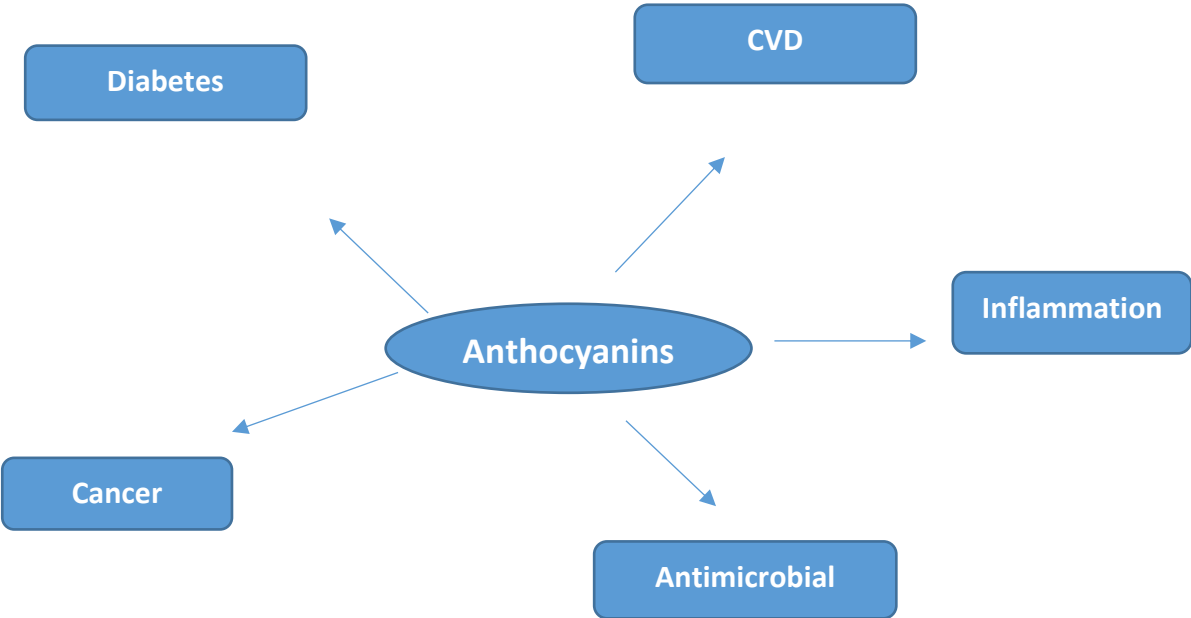 CVD
Diabetes
Inflammation
Anthocyanins
Cancer
Antimicrobial